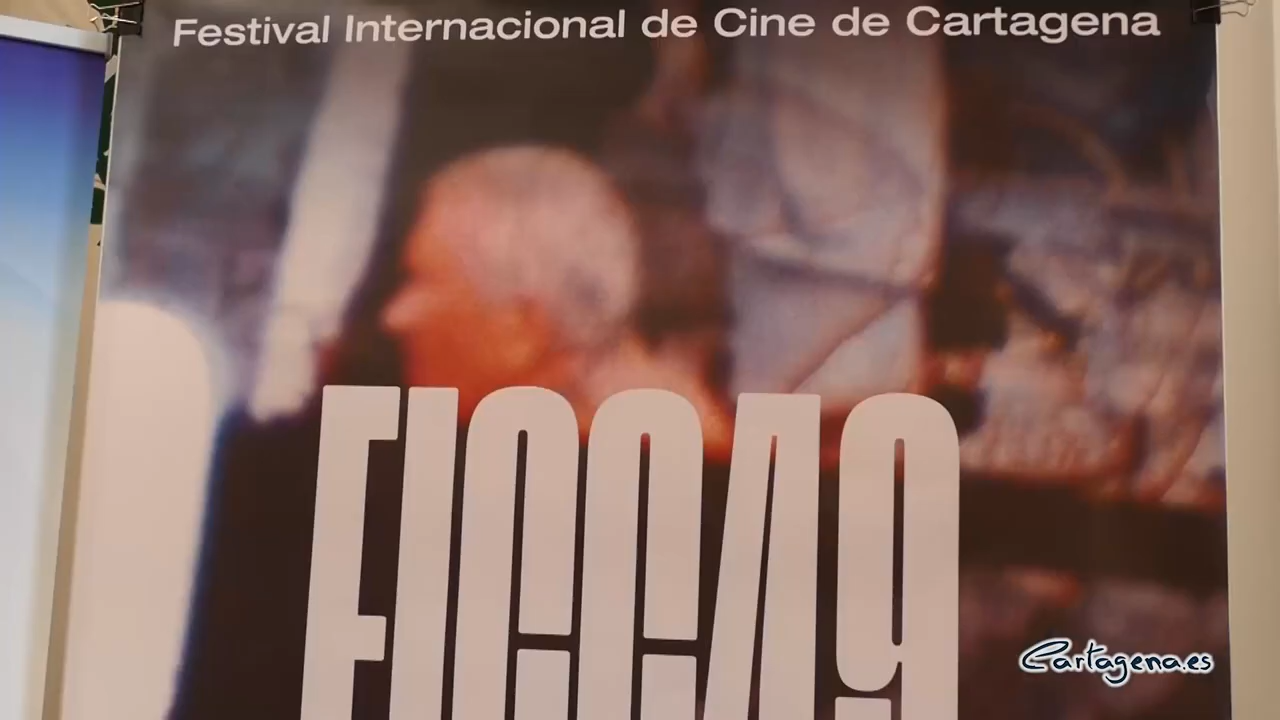 Festival Internacional de Cine de Cartagena
FICC49
Cartagena.es